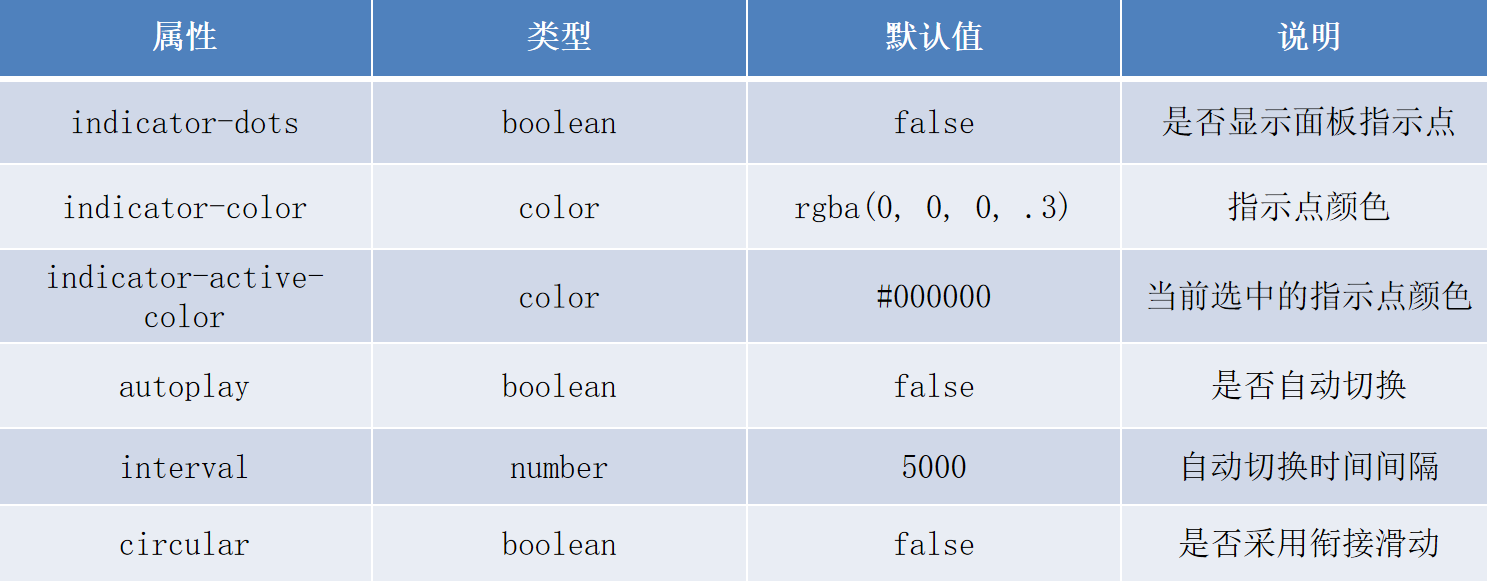 属性 类型 默认值 说明
indicator-dots boolean false 是否显示面板指示点
indicator-color color rgba(0, 0, 0, .3) 指示点颜色
indicator-active-
color color #000000 当前选中的指示点颜色
autoplay boolean false 是否自动切换
interval number 5000 自动切换时间间隔
circular boolean false 是否采用衔接滑动